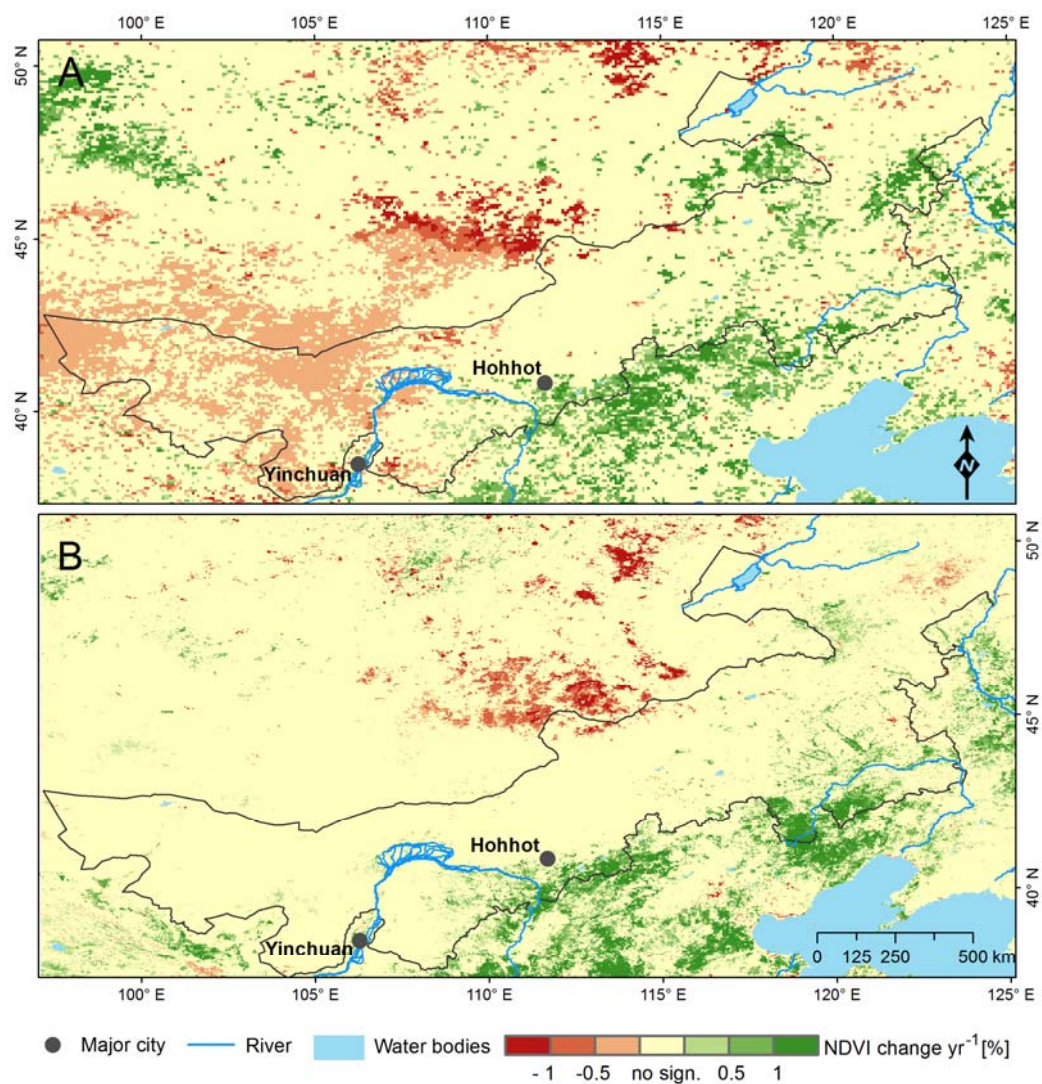 100° E 105° E 110° E 115° E 120° E 125° E
A
50° N
45° N
40° N
Hohhot
Yinchuan
N
B
50° N
45° N
40° N
Hohhot
Yinchuan
0 125 250 500 km
100° E 105° E 110° E 115° E 120° E 125° E
Major city River Water bodies NDVI change yr⁻¹[%]
- 1 -0.5 no sign. 0.5 1